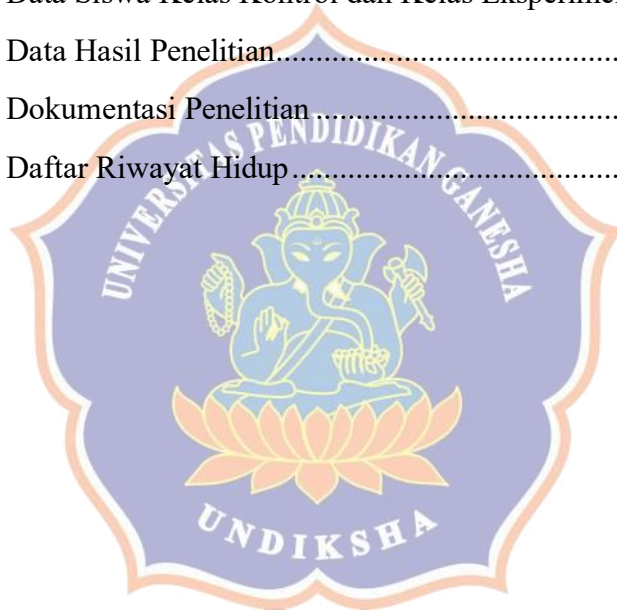 Data Siswa Kelas Kontrol dan Kelas Eksperimen
Data Hasil Penelitian..........................................
Dokumentasi Penelitian ..........................................
Daftar Riwayat Hidup..........................................
UNIVERSITAS PENDIDIKAN GANESHA
UNDIKSHA